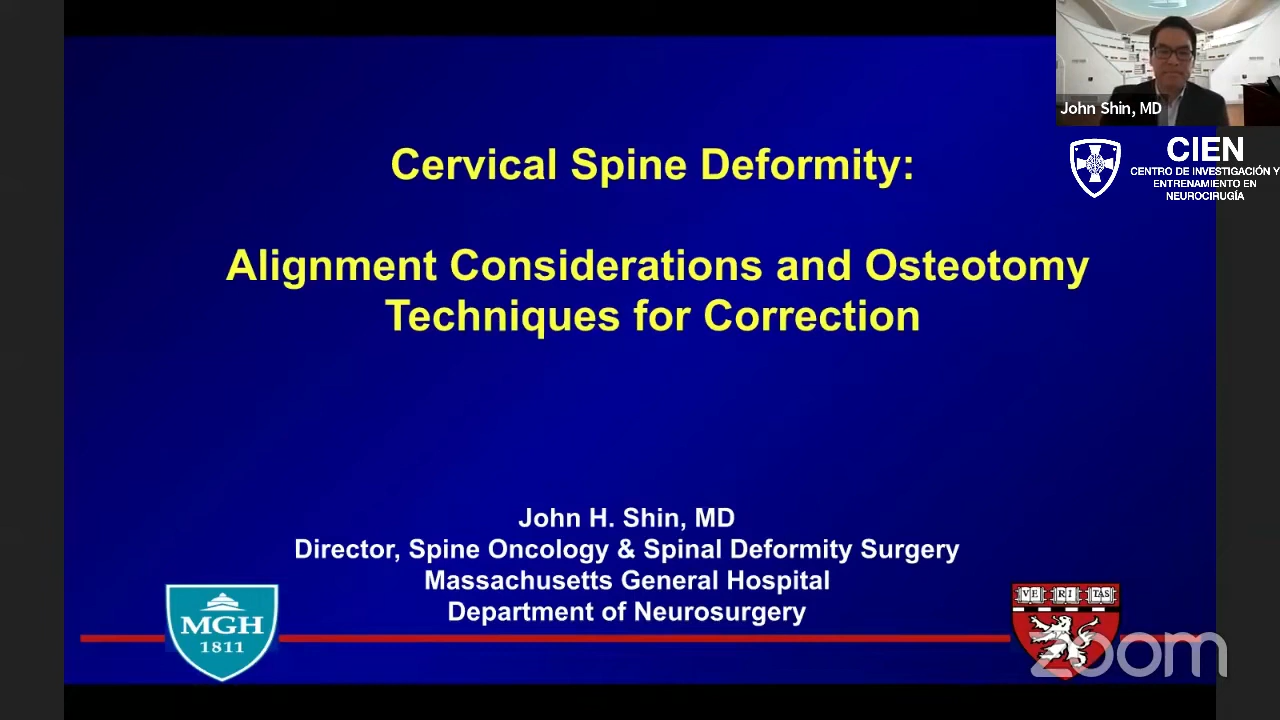 John Shin, MD
CIEN
CENTRO DE INVESTIGACIÓN Y
ENTRENAMIENTO EN
NEUROCIRUGÍA
Cervical Spine Deformity:
Alignment Considerations and Osteotomy
Techniques for Correction
John H. Shin, MD
Director, Spine Oncology & Spinal Deformity Surgery
Massachusetts General Hospital
Department of Neurosurgery
MGH
1811
VE RI TAS
zoom